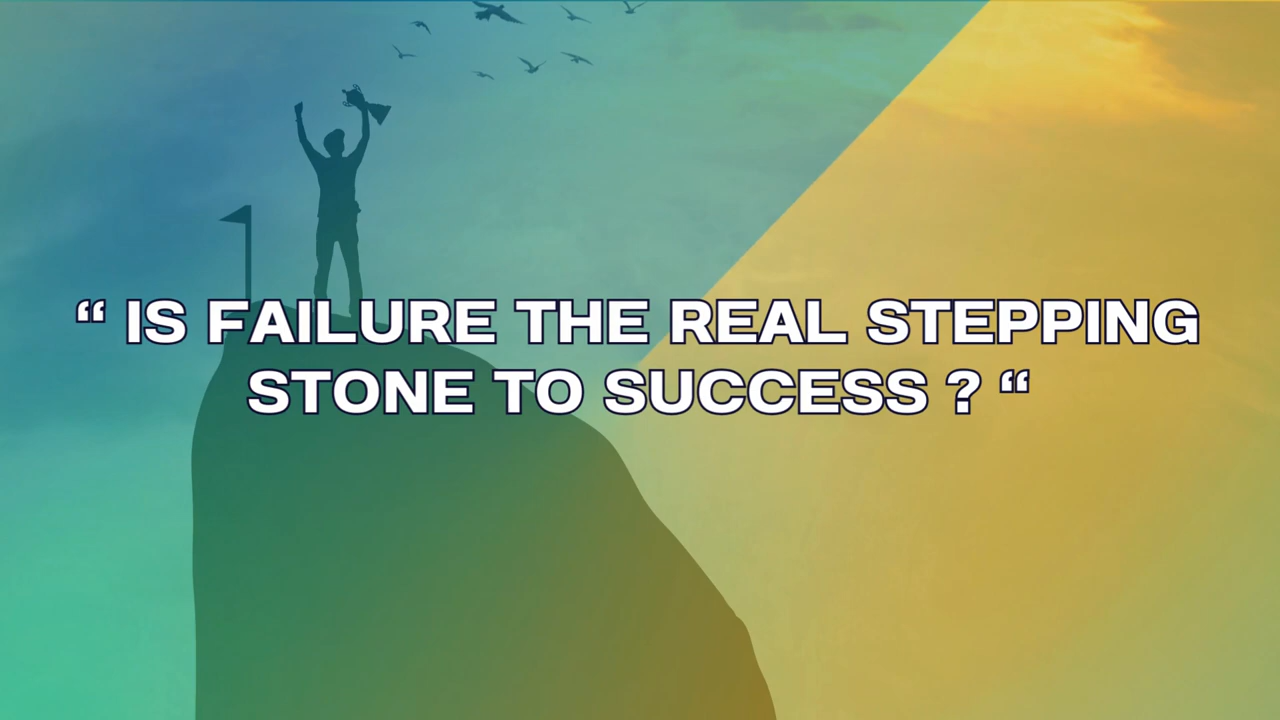 “ IS FAILURE THE REAL STEPPING
STONE TO SUCCESS ? “